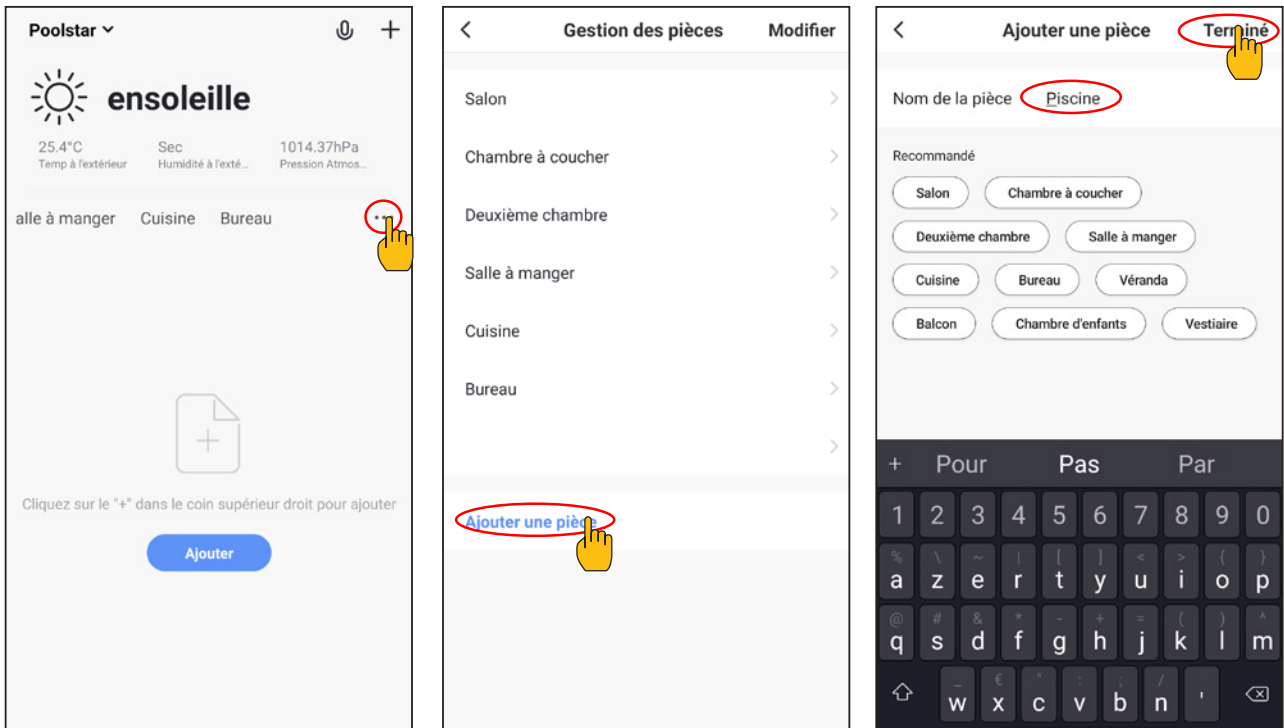 Poolstar
ensoleille
25.4°C Sec 1014.37hPa
Temp à l'extérieur Humidité à l'exté... Pression Atmos...
alle à manger Cuisine Bureau ...
Cliquez sur le "+" dans le coin supérieur droit pour ajouter
Ajouter
Gestion des pièces Modifier
Salon
Chambre à coucher
Deuxième chambre
Salle à manger
Cuisine
Bureau
Ajouter une pièce
Ajouter une pièce Terminé
Nom de la pièce Piscine
Recommandé
Salon Chambre à coucher
Deuxième chambre Salle à manger
Cuisine Bureau Véranda
Balcon Chambre d'enfants Vestiaire
+ Pour Pas Par
1 2 3 4 5 6 7 8 9 0
% \ ~ | [ ] < > { }
a z e r t y u i o p
@ # & * - + = ( ) ^
q s d f g h j k l m
_ € " : ; /
w x c v b n '